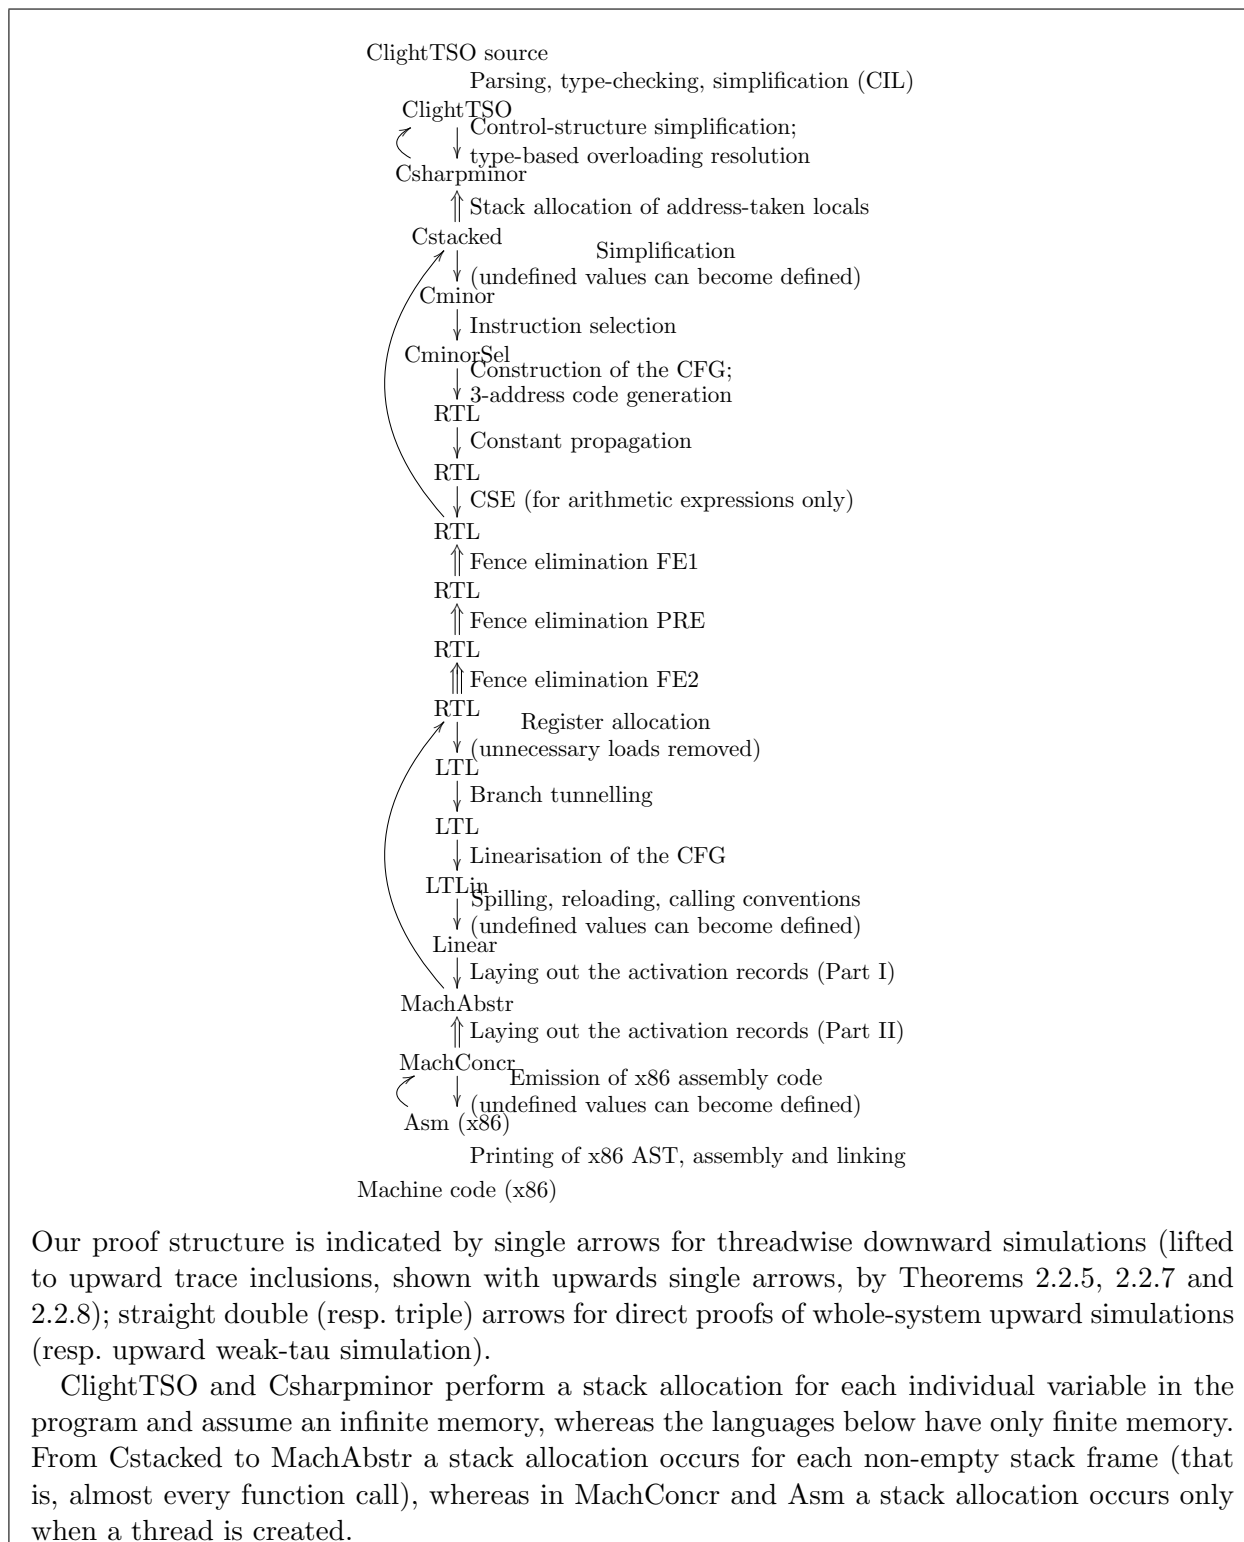 ClightTSO source
Parsing, type-checking, simplification (CIL)
ClightTSO
Control-structure simplification;
type-based overloading resolution
Csharpminor
Stack allocation of address-taken locals
Cstacked
Simplification
(undefined values can become defined)
Cminor
Instruction selection
CminorSel
Construction of the CFG;
3-address code generation
RTL
Constant propagation
RTL
CSE (for arithmetic expressions only)
RTL
Fence elimination FE1
RTL
Fence elimination PRE
RTL
Fence elimination FE2
RTL
Register allocation
(unnecessary loads removed)
LTL
Branch tunnelling
LTL
Linearisation of the CFG
LTLin
Spilling, reloading, calling conventions
(undefined values can become defined)
Linear
Laying out the activation records (Part I)
MachAbstr
Laying out the activation records (Part II)
MachConcr
Emission of x86 assembly code
(undefined values can become defined)
Asm (x86)
Printing of x86 AST, assembly and linking
Machine code (x86)
Our proof structure is indicated by single arrows for threadwise downward simulations (lifted
to upward trace inclusions, shown with upwards single arrows, by Theorems 2.2.5, 2.2.7 and
2.2.8); straight double (resp. triple) arrows for direct proofs of whole-system upward simulations
(resp. upward weak-tau simulation).
ClightTSO and Csharpminor perform a stack allocation for each individual variable in the
program and assume an infinite memory, whereas the languages below have only finite memory.
From Cstacked to MachAbstr a stack allocation occurs for each non-empty stack frame (that
is, almost every function call), whereas in MachConcr and Asm a stack allocation occurs only
when a thread is created.